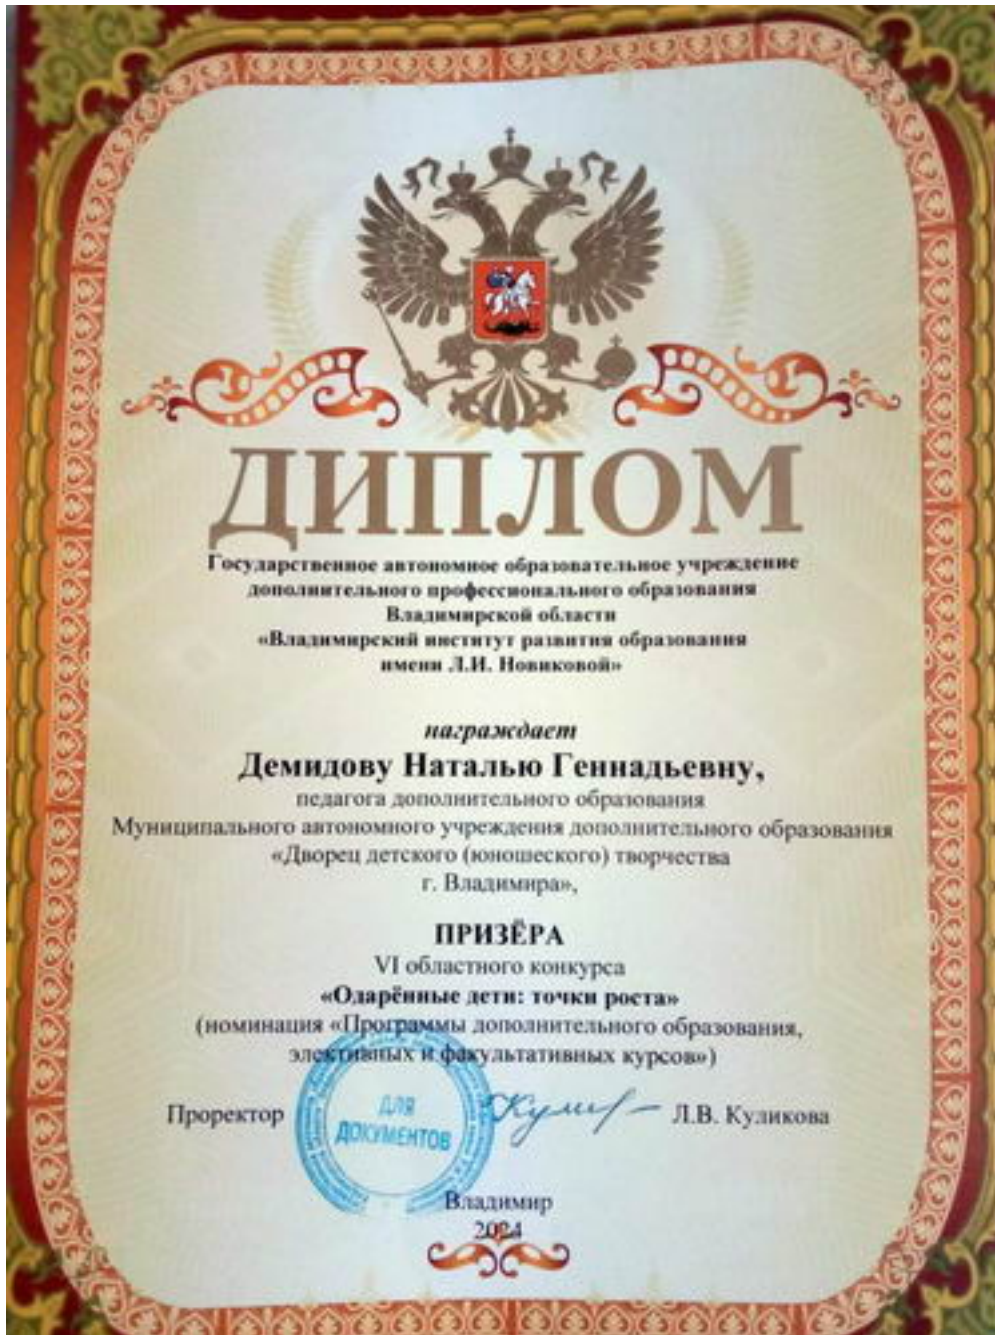 ДИПЛОМ
Государственное автономное образовательное учреждение
дополнительного профессионального образования
Владимирской области
«Владимирский институт развития образования
имени Л.И. Новиковой»
награждает
Демидову Наталью Геннадьевну,
педагога дополнительного образования
Муниципального автономного учреждения дополнительного образования
«Дворец детского (юношеского) творчества
г. Владимира»,
ПРИЗЁРА
VI областного конкурса
«Одарённые дети: точки роста»
(номинация «Программы дополнительного образования,
элективных и факультативных курсов»)
Проректор Л.В. Куликова
ДЛЯ
ДОКУМЕНТОВ
Владимир
2024